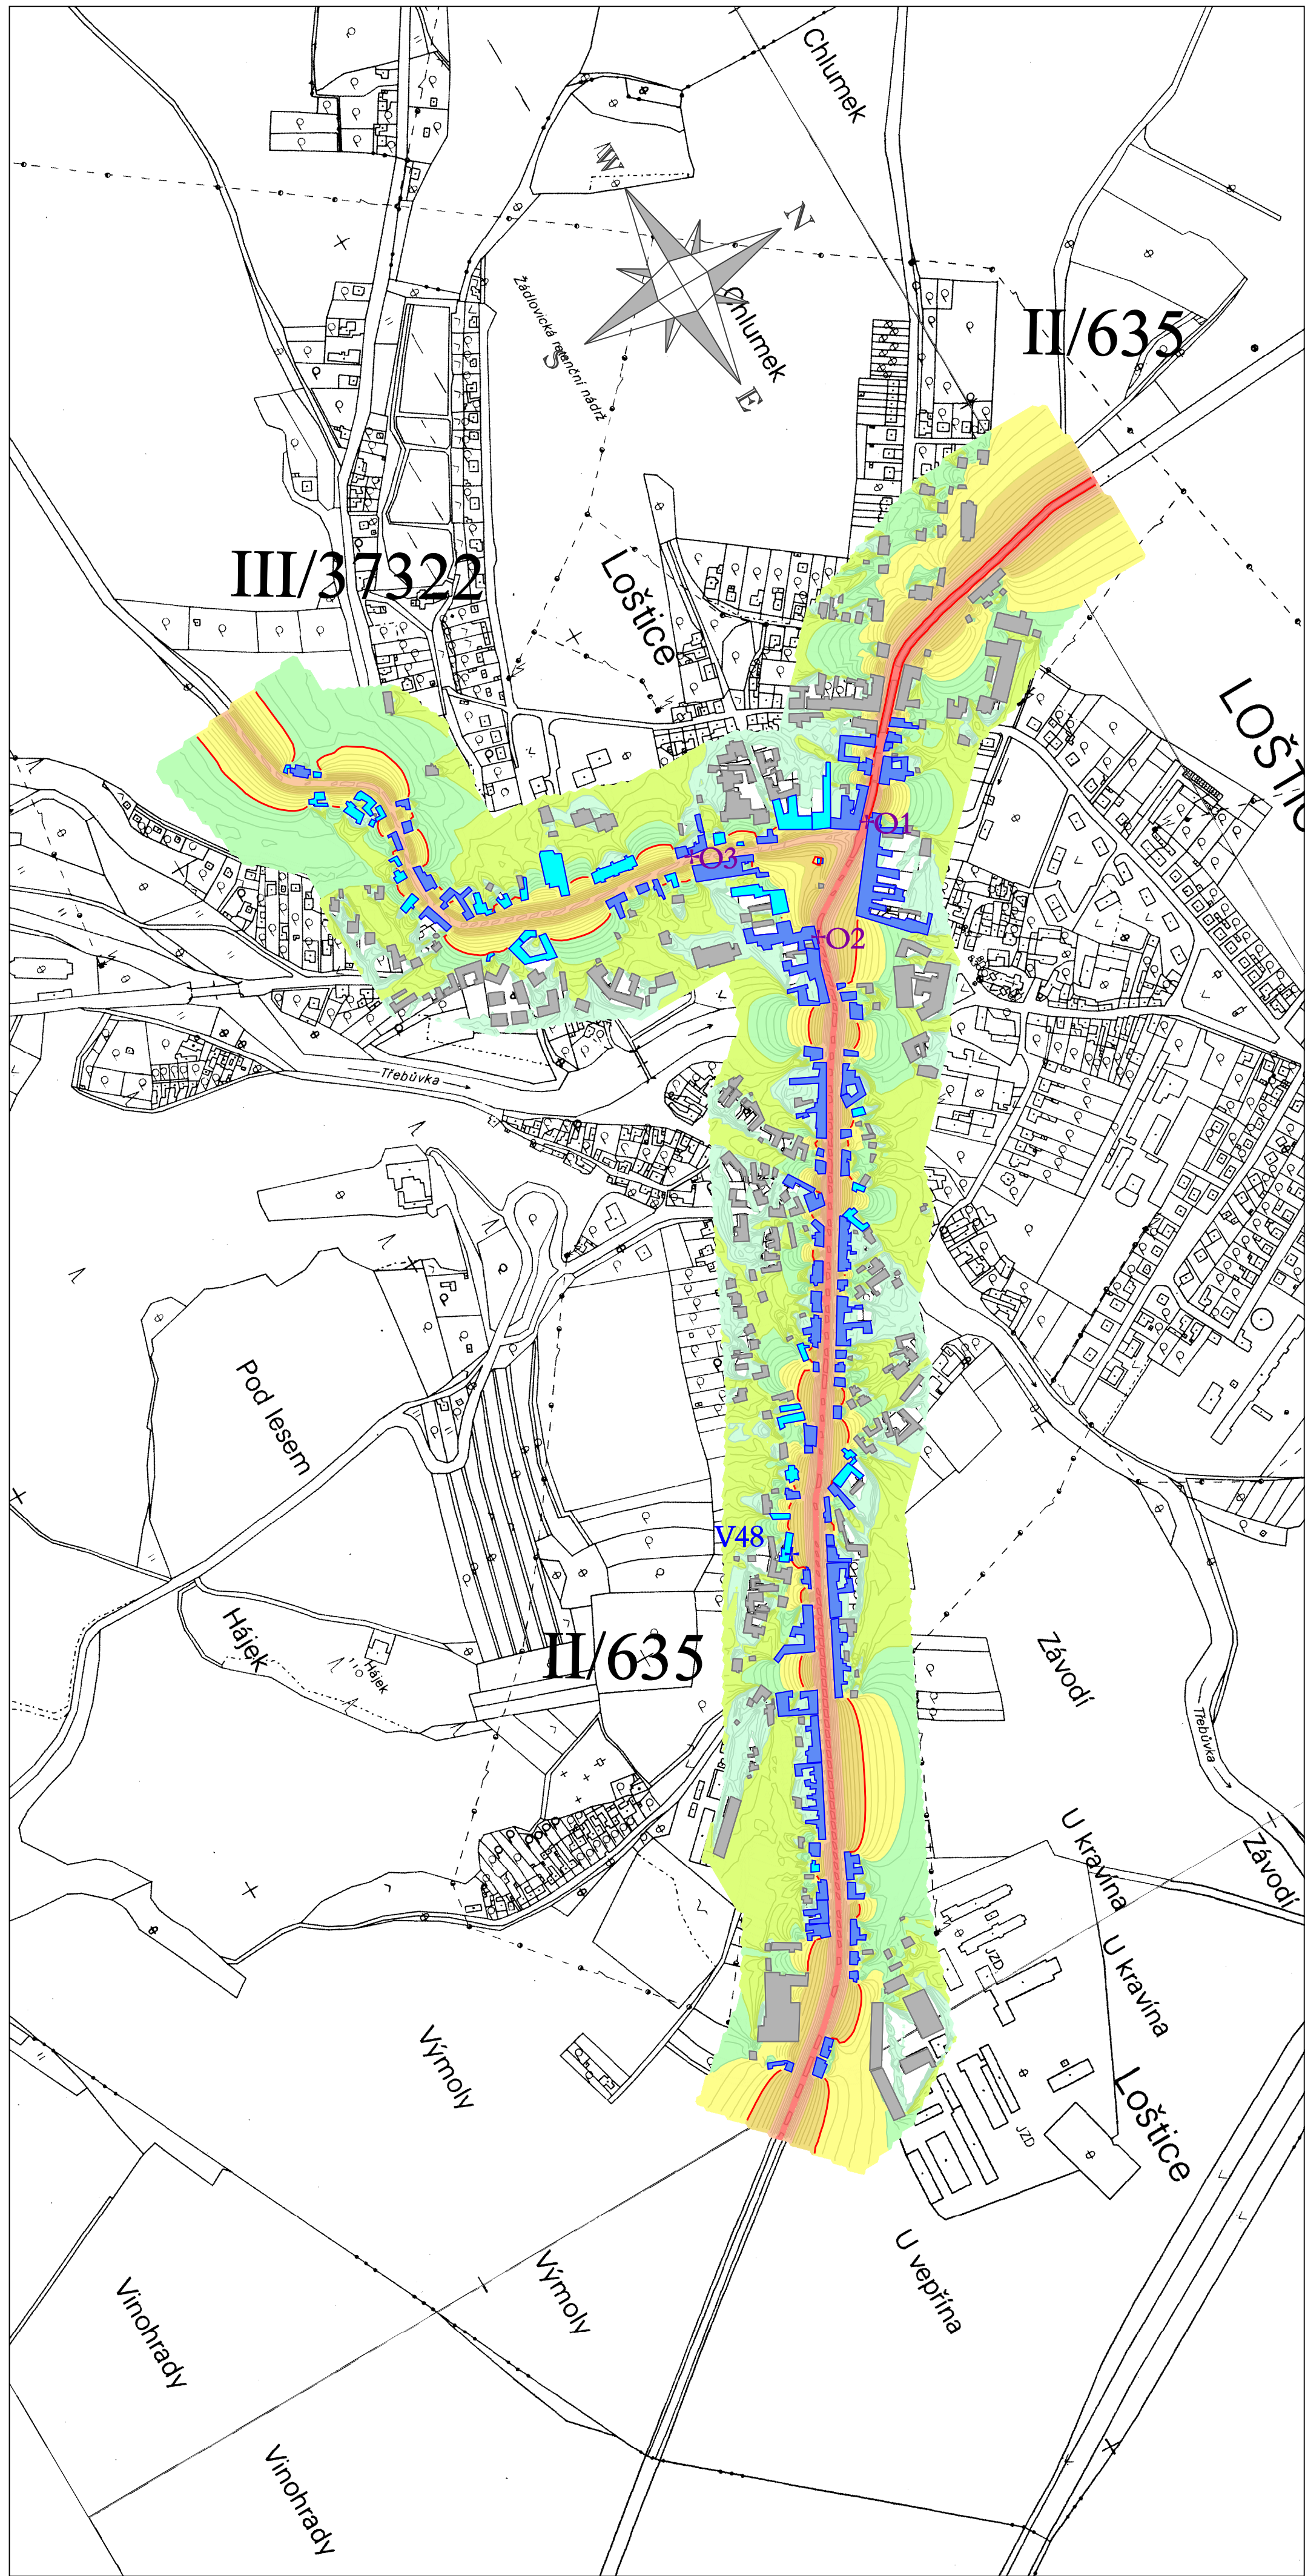 Chlumek
W
N
Žádlovická retenční nádrž
Chlumek
S
E
II/635
III/37322
Loštice
O1
O3
O2
Třebůvka
Pod lesem
V48
Hájek
Hájek
II/635
Závodí
Třebůvka
U kravína
Závodí
JZD
U kravína
Výmoly
Loštice
JZD
Výmoly
U vepřína
Vinohrady
Vinohrady